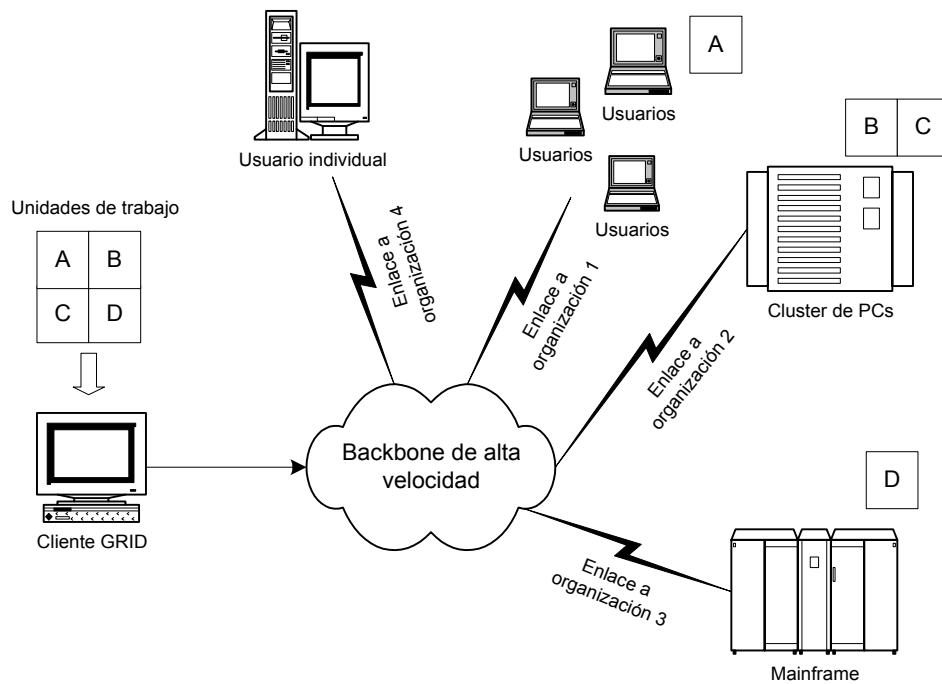 A
Usuarios
Usuarios
Usuarios
B C
Usuario individual
Unidades de trabajo
A B
C D
Enlace a
organización 4
Enlace a
organización 1
Enlace a
organización 2
Cluster de PCs
Backbone de alta
velocidad
Cliente GRID
D
Enlace a
organización 3
Mainframe